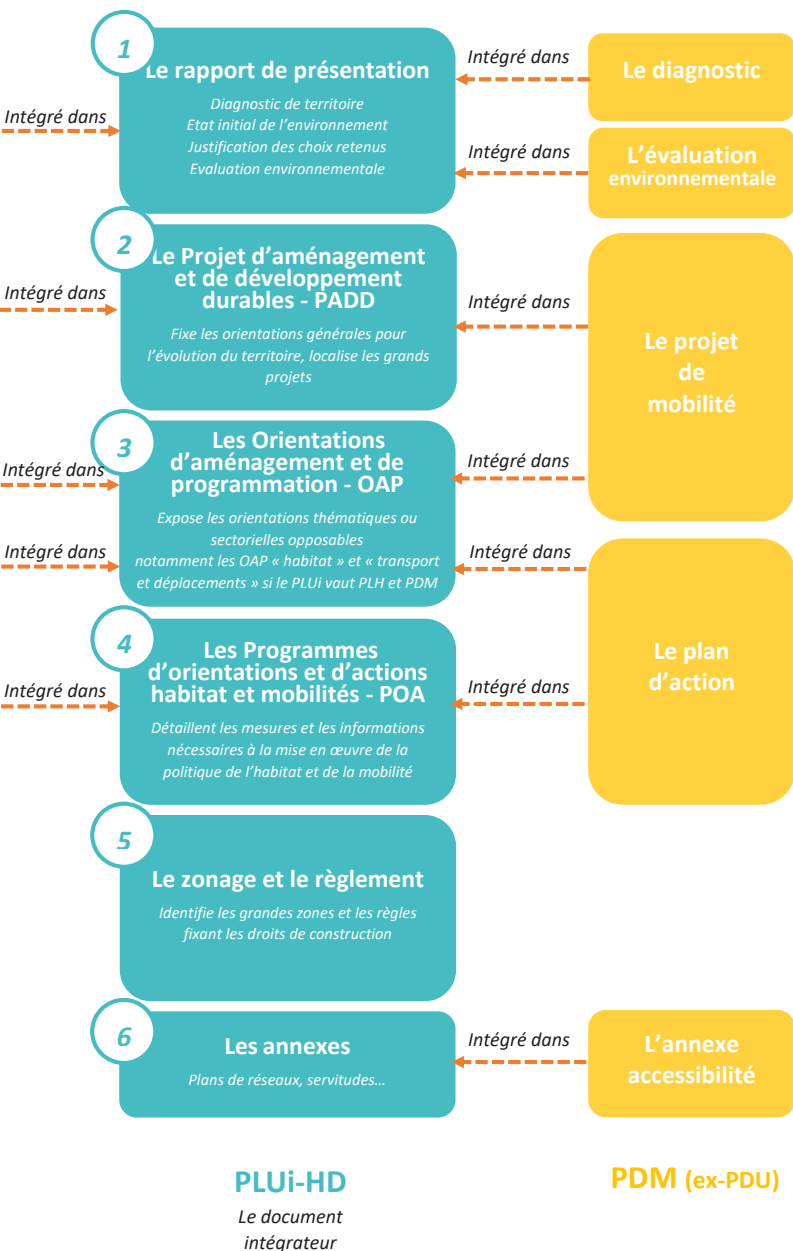 1
Le rapport de présentation
Diagnostic de territoire
Etat initial de l'environnement
Justification des choix retenus
Evaluation environnementale
Intégré dans
Intégré dans
Le diagnostic
Intégré dans
L'évaluation
environnementale
2
Le Projet d'aménagement
et de développement
durables - PADD
Fixe les orientations générales pour
l'évolution du territoire, localise les grands
projets
Intégré dans
Intégré dans
Le projet
de
mobilité
3
Les Orientations
d'aménagement et de
programmation - OAP
Expose les orientations thématiques ou
sectorielles opposables
notamment les OAP « habitat » et « transport
et déplacements » si le PLUi vaut PLH et PDM
Intégré dans
Intégré dans
Intégré dans
Intégré dans
4
Les Programmes
d'orientations et d'actions
habitat et mobilités - POA
Détaillent les mesures et les informations
nécessaires à la mise en œuvre de la
politique de l'habitat et de la mobilité
Intégré dans
Intégré dans
Le plan
d'action
5
Le zonage et le règlement
Identifie les grandes zones et les règles
fixant les droits de construction
6
Les annexes
Plans de réseaux, servitudes…
Intégré dans
L'annexe
accessibilité
PLUi-HD
Le document
intégrateur
PDM (ex-PDU)